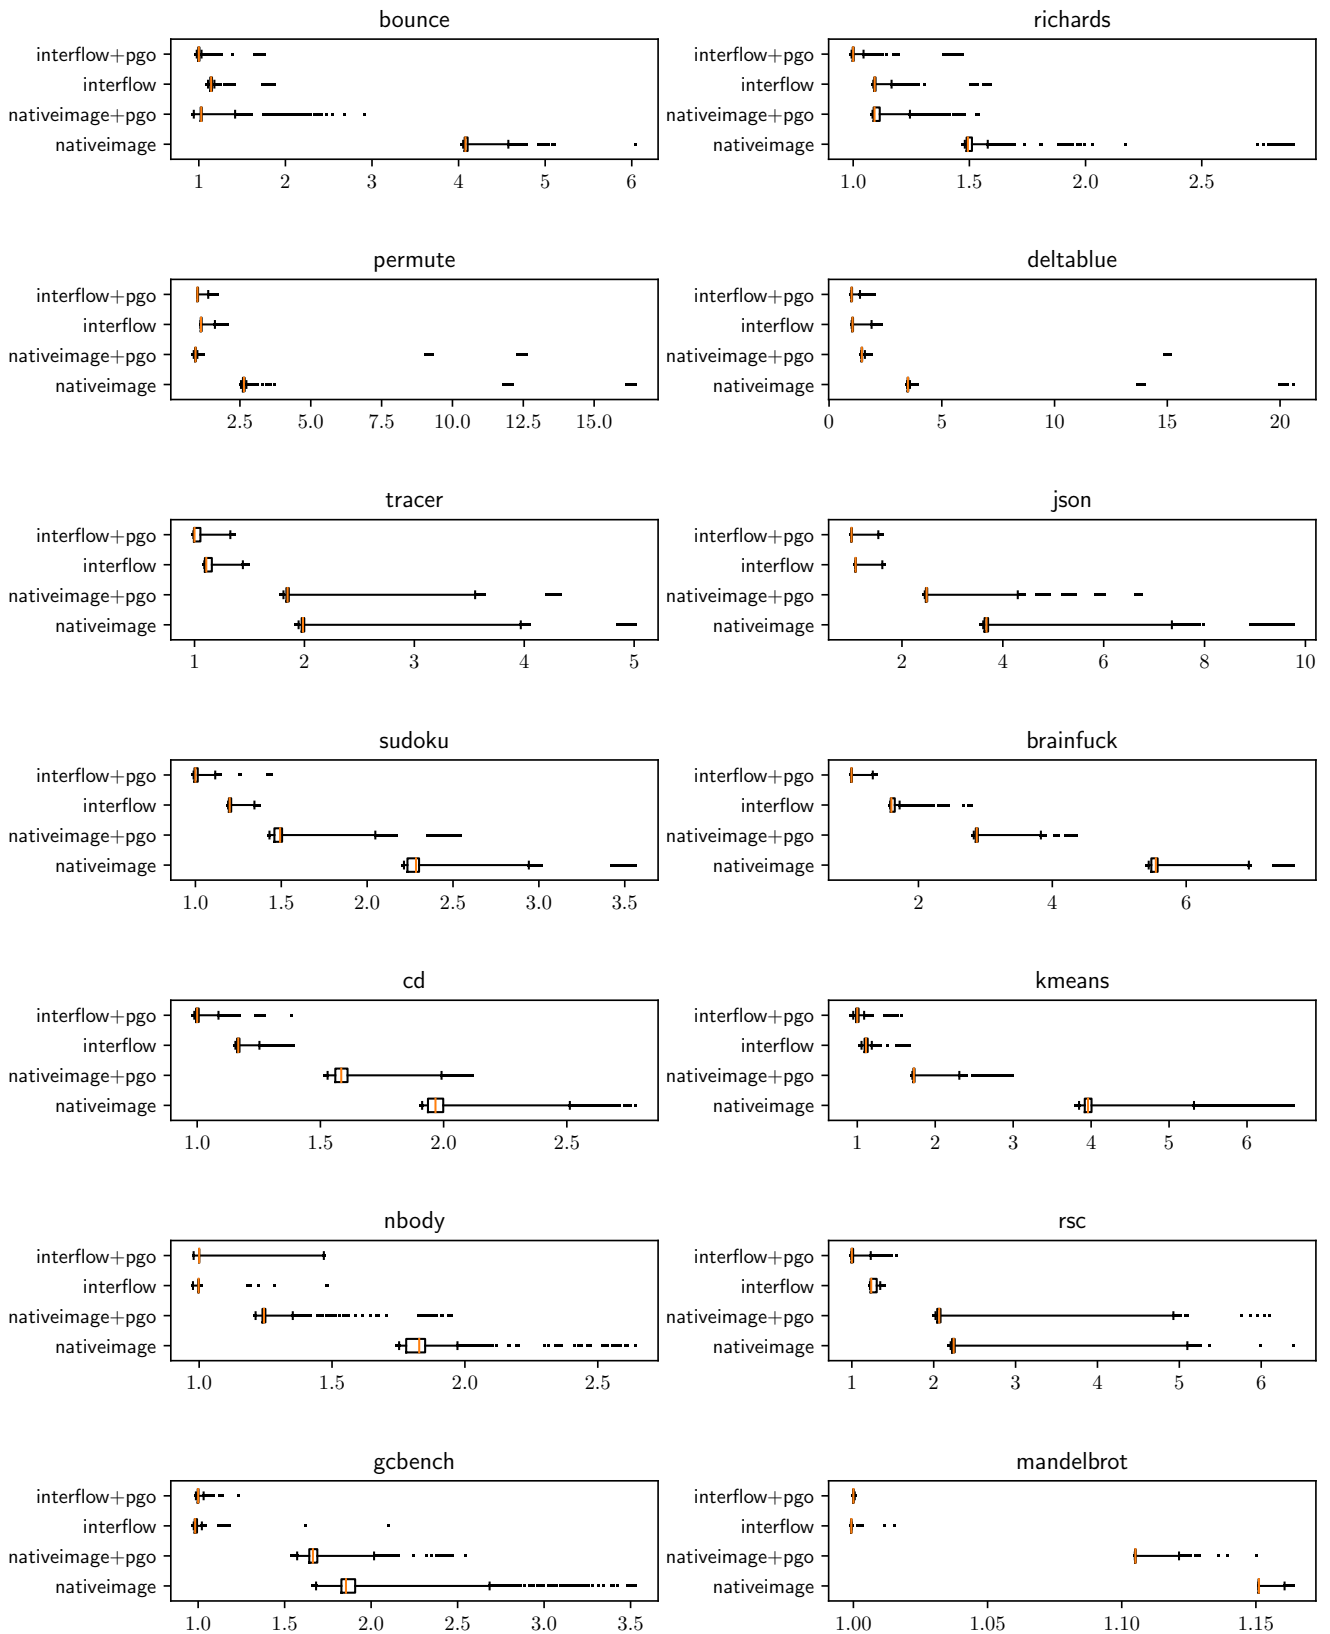 bounce
interflow+pgo
interflow
nativeimage+pgo
nativeimage
1 2 3 4 5 6
richards
interflow+pgo
interflow
nativeimage+pgo
nativeimage
1.0 1.5 2.0 2.5
permute
interflow+pgo
interflow
nativeimage+pgo
nativeimage
2.5 5.0 7.5 10.0 12.5 15.0
deltablue
interflow+pgo
interflow
nativeimage+pgo
nativeimage
0 5 10 15 20
tracer
interflow+pgo
interflow
nativeimage+pgo
nativeimage
1 2 3 4 5
json
interflow+pgo
interflow
nativeimage+pgo
nativeimage
2 4 6 8 10
sudoku
interflow+pgo
interflow
nativeimage+pgo
nativeimage
1.0 1.5 2.0 2.5 3.0 3.5
brainfuck
interflow+pgo
interflow
nativeimage+pgo
nativeimage
2 4 6
cd
interflow+pgo
interflow
nativeimage+pgo
nativeimage
1.0 1.5 2.0 2.5
kmeans
interflow+pgo
interflow
nativeimage+pgo
nativeimage
1 2 3 4 5 6
nbody
interflow+pgo
interflow
nativeimage+pgo
nativeimage
1.0 1.5 2.0 2.5
rsc
interflow+pgo
interflow
nativeimage+pgo
nativeimage
1 2 3 4 5 6
gcbench
interflow+pgo
interflow
nativeimage+pgo
nativeimage
1.0 1.5 2.0 2.5 3.0 3.5
mandelbrot
interflow+pgo
interflow
nativeimage+pgo
nativeimage
1.00 1.05 1.10 1.15